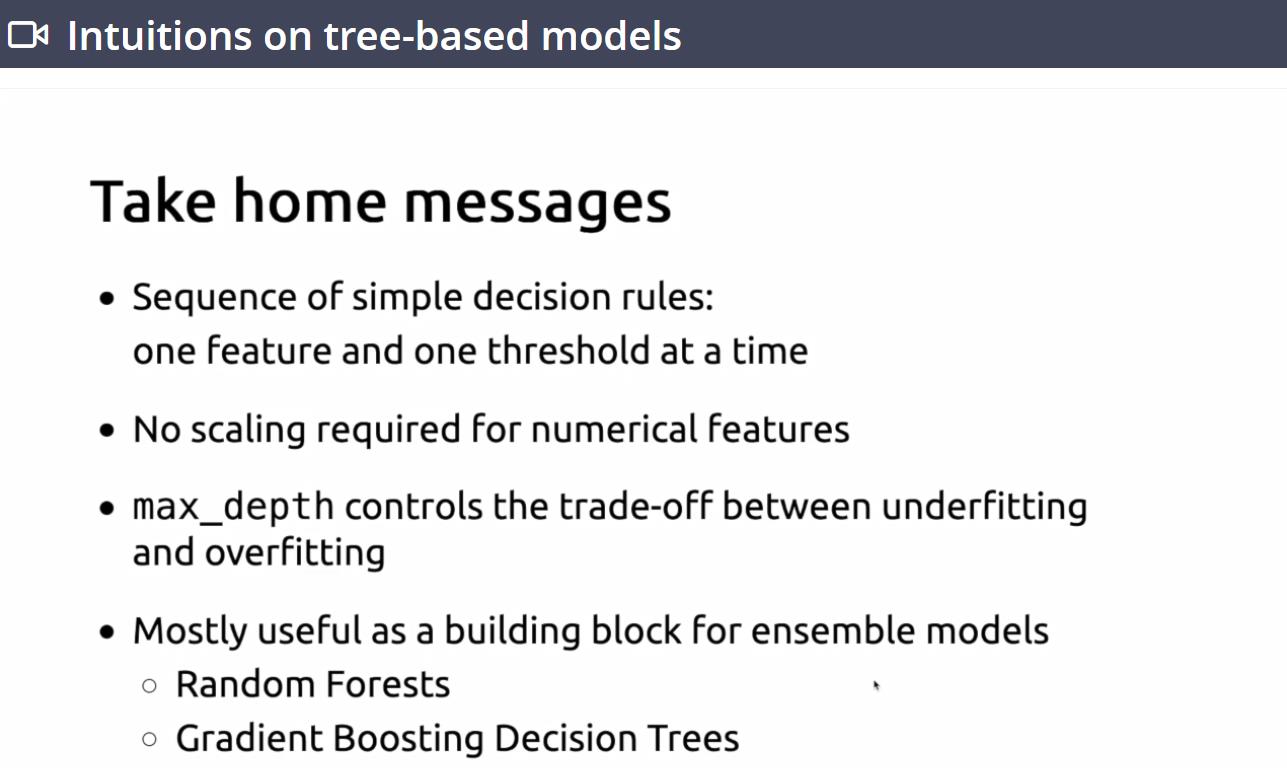 Intuitions on tree-based models
Take home messages
• Sequence of simple decision rules:
one feature and one threshold at a time
• No scaling required for numerical features
• max_depth controls the trade-off between underfitting
and overfitting
• Mostly useful as a building block for ensemble models
○ Random Forests
○ Gradient Boosting Decision Trees